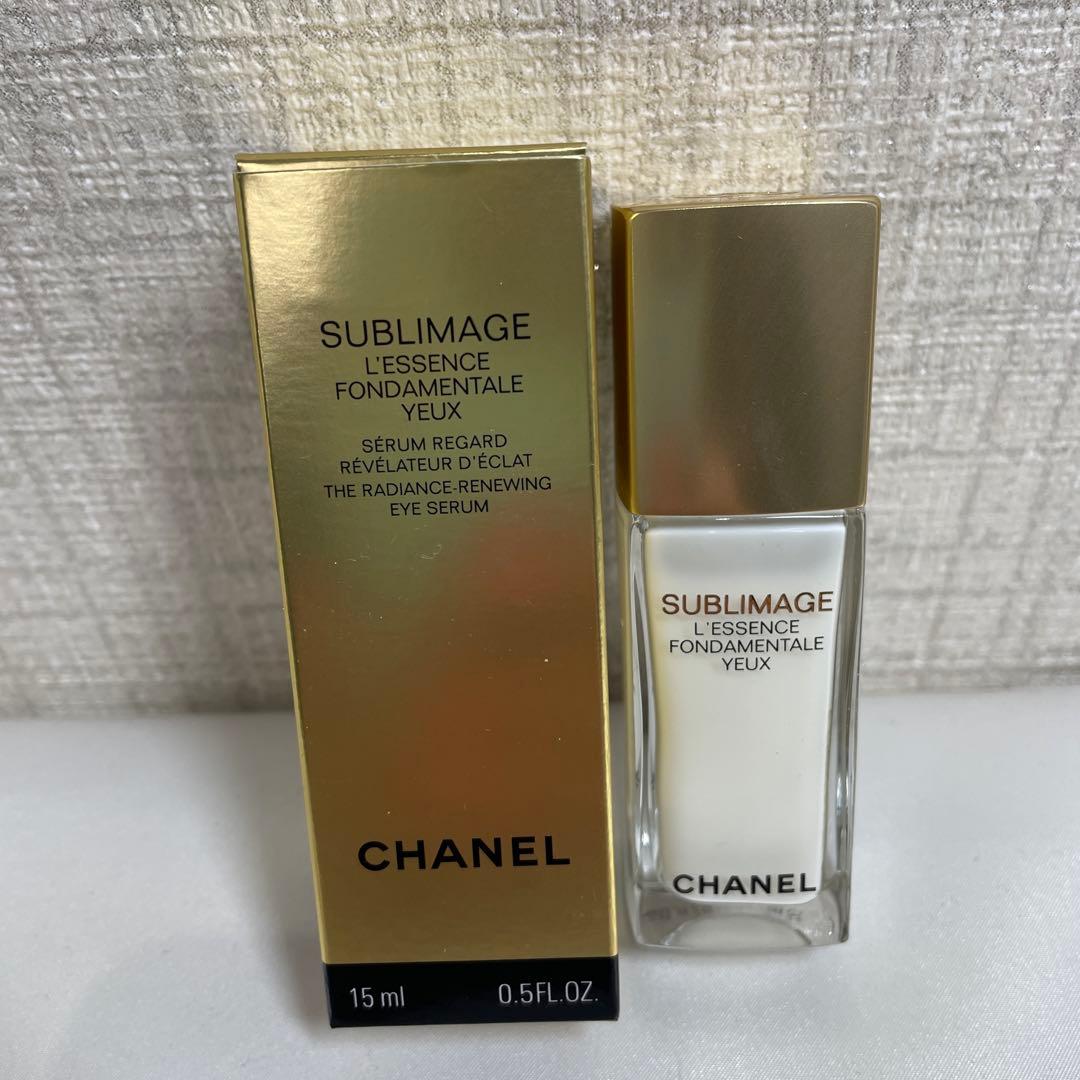 SUBLIMAGE
L'ESSENCE
FONDAMENTALE
YEUX
SÉRUM REGARD
RÉVÉLATEUR D'ÉCLAT
THE RADIANCE-RENEWING
EYE SERUM
CHANEL
15 ml 0.5FL.OZ.
SUBLIMAGE
L'ESSENCE
FONDAMENTALE
YEUX
CHANEL